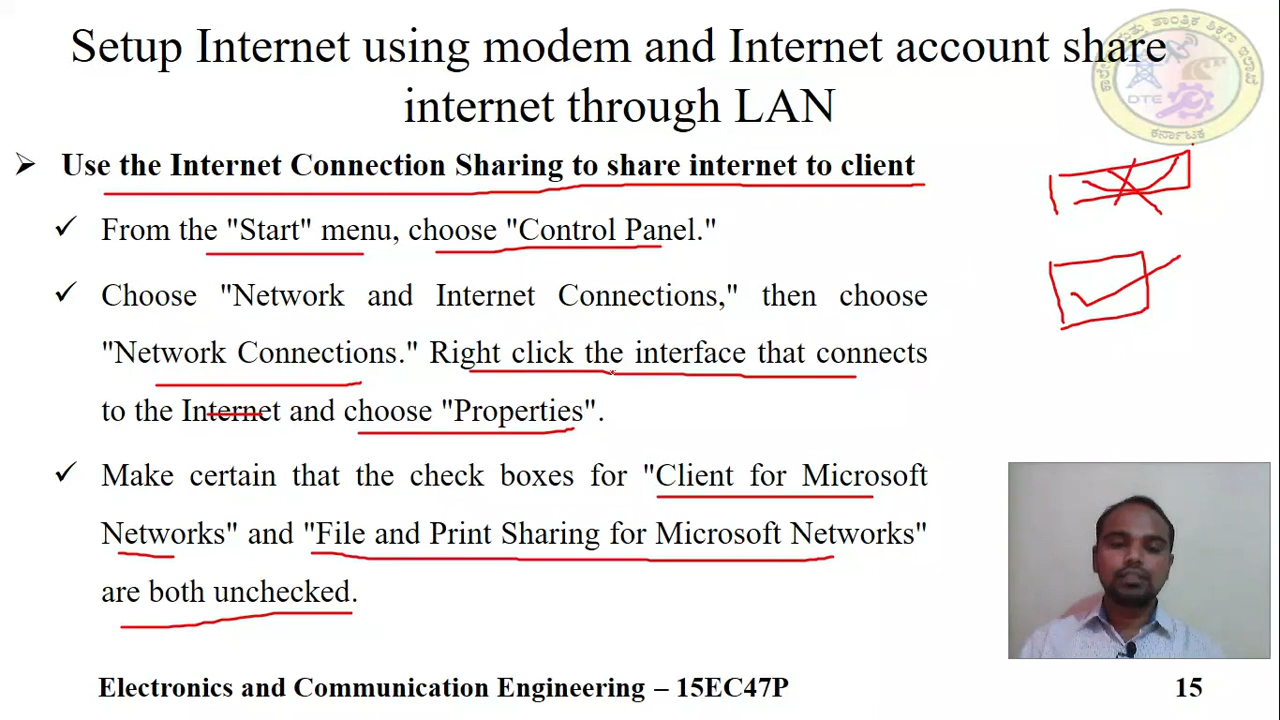 Setup Internet using modem and Internet account share
internet through LAN
➢ Use the Internet Connection Sharing to share internet to client
✓ From the "Start" menu, choose "Control Panel."
✓ Choose "Network and Internet Connections," then choose
"Network Connections." Right click the interface that connects
to the Internet and choose "Properties".
✓ Make certain that the check boxes for "Client for Microsoft
Networks" and "File and Print Sharing for Microsoft Networks"
are both unchecked.
DTE
ಕರ್ನಾಟಕ
Electronics and Communication Engineering – 15EC47P
15